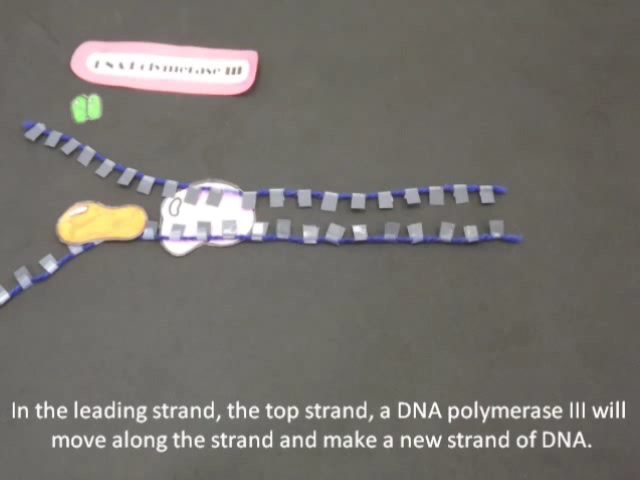 DNA Polymerase III
In the leading strand, the top strand, a DNA polymerase III will
move along the strand and make a new strand of DNA.